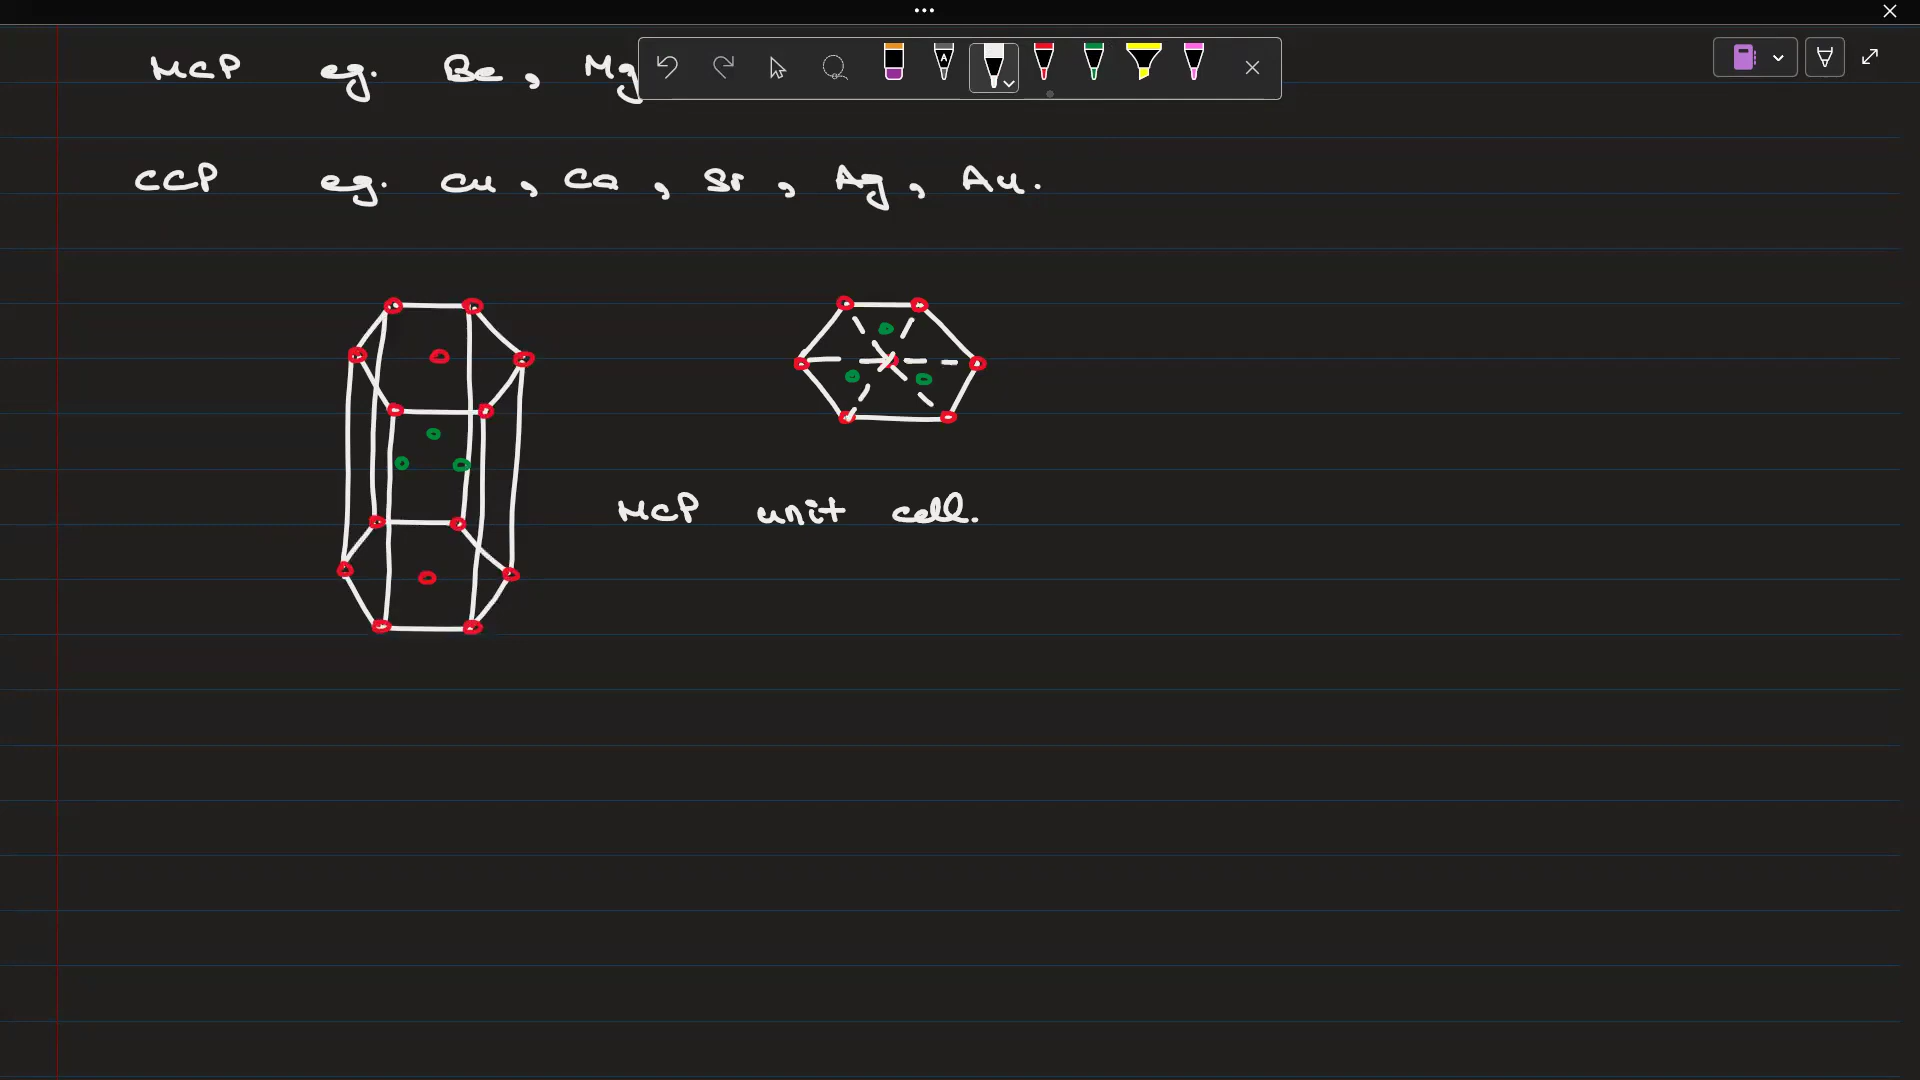 HCP eg. Be, Mg
CCP eg. Cu, Ca, Sr, Ag, Au.
HCP unit cell.